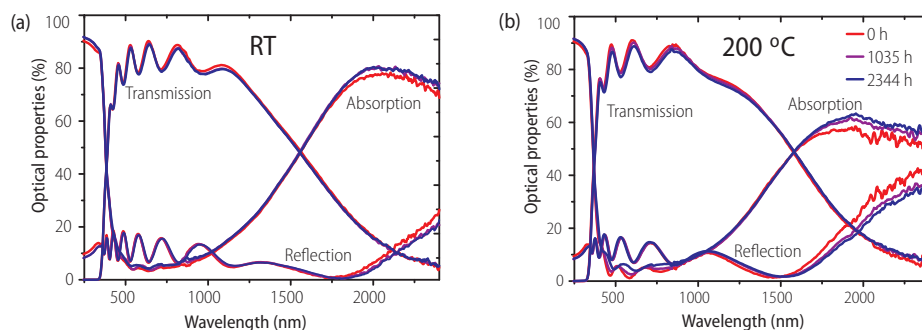 (a)
RT
Optical properties (%)
100
80
60
40
20
0
Transmission
Absorption
Reflection
500
1000
1500
2000
Wavelength (nm)
(b)
200 ºC
0 h
1035 h
2344 h
Optical properties (%)
100
80
60
40
20
0
Transmission
Absorption
Reflection
500
1000
1500
2000
Wavelength (nm)